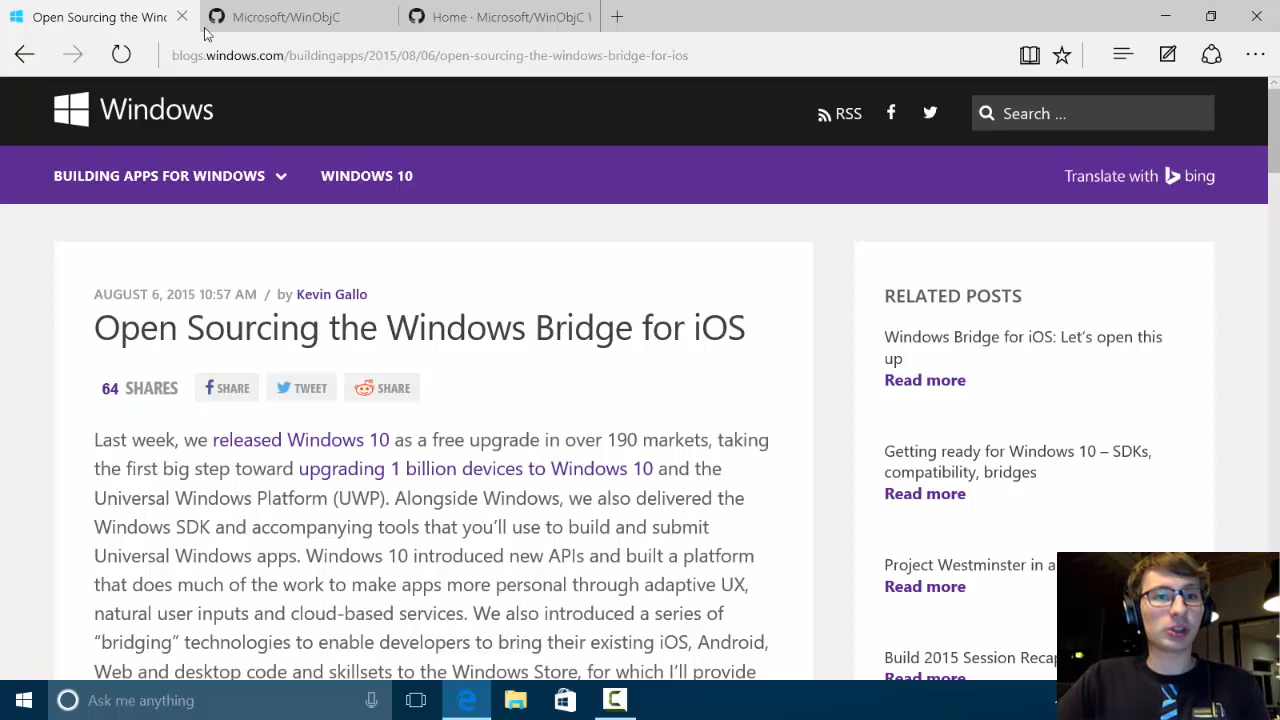 Open Sourcing the Winc
Microsoft/WinObjC
Home · Microsoft/WinObjC
blogs.windows.com/buildingapps/2015/08/06/open-sourcing-the-windows-bridge-for-ios
Windows
RSS
Search ...
BUILDING APPS FOR WINDOWS
WINDOWS 10
Translate with bing
AUGUST 6, 2015 10:57 AM / by Kevin Gallo
Open Sourcing the Windows Bridge for iOS
64 SHARES
SHARE
TWEET
SHARE
Last week, we released Windows 10 as a free upgrade in over 190 markets, taking
the first big step toward upgrading 1 billion devices to Windows 10 and the
Universal Windows Platform (UWP). Alongside Windows, we also delivered the
Windows SDK and accompanying tools that you’ll use to build and submit
Universal Windows apps. Windows 10 introduced new APIs and built a platform
that does much of the work to make apps more personal through adaptive UX,
natural user inputs and cloud-based services. We also introduced a series of
“bridging” technologies to enable developers to bring their existing iOS, Android,
Web and desktop code and skillsets to the Windows Store, for which I’ll provide
RELATED POSTS
Windows Bridge for iOS: Let’s open this
up
Read more
Getting ready for Windows 10 – SDKs,
compatibility, bridges
Read more
Project Westminster in a
Read more
Build 2015 Session Recap
Read more
Ask me anything